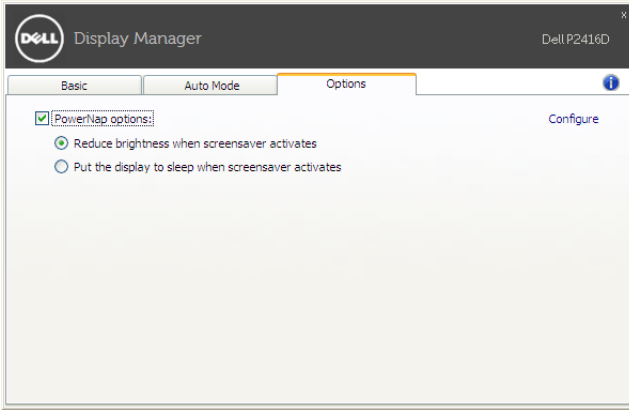 DELL Display Manager Dell P2416D x
Basic Auto Mode Options i
PowerNap options: Configure
Reduce brightness when screensaver activates
Put the display to sleep when screensaver activates